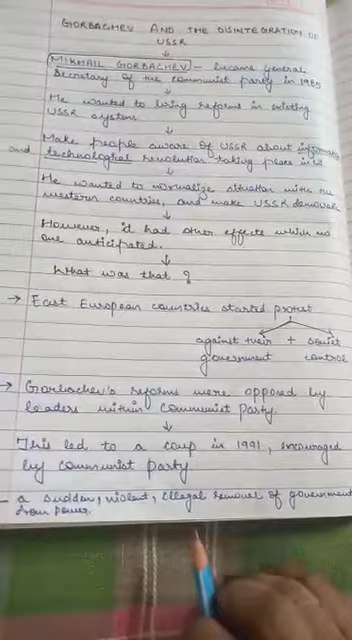 GORBACHEV AND THE DISINTEGRATION OF
USSR
↓
MIKHAIL GORBACHEV - became general
Secretary of the communist party in 1985
↓
He wanted to bring reforms in existing
USSR system
↓
Make people aware of USSR about
and technological revolution taking place in
↓
He wanted to normalize situation with the
western countries, and make USSR
↓
However, it had other effects which no
one anticipated.
↓
What was that ?
→ East European countries started protest
against their + soviet
government control
→ Gorbachev's reforms were opposed by
leaders within communist Party.
↓
This led to a coup in 1991, encouraged
by communist party
- a sudden, violent, illegal removal of government
from power.